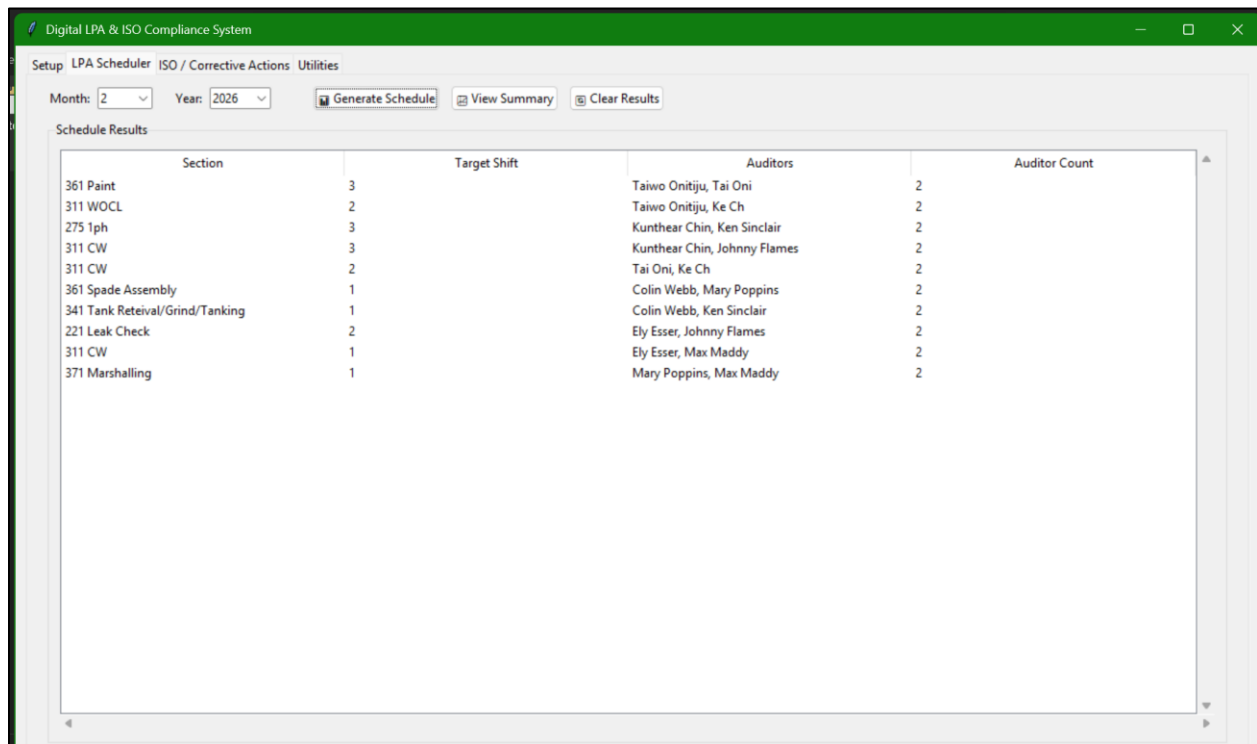 Digital LPA & ISO Compliance System
Setup LPA Scheduler ISO / Corrective Actions Utilities
Month: 2 Year: 2026 Generate Schedule View Summary Clear Results
Schedule Results
Section Target Shift Auditors Auditor Count
361 Paint 3 Taiwo Onitiju, Tai Oni 2
311 WOCL 2 Taiwo Onitiju, Ke Ch 2
275 1ph 3 Kunthear Chin, Ken Sinclair 2
311 CW 3 Kunthear Chin, Johnny Flames 2
311 CW 2 Tai Oni, Ke Ch 2
361 Spade Assembly 1 Colin Webb, Mary Poppins 2
341 Tank Reteival/Grind/Tanking 1 Colin Webb, Ken Sinclair 2
221 Leak Check 2 Ely Esser, Johnny Flames 2
311 CW 1 Ely Esser, Max Maddy 2
371 Marshalling 1 Mary Poppins, Max Maddy 2